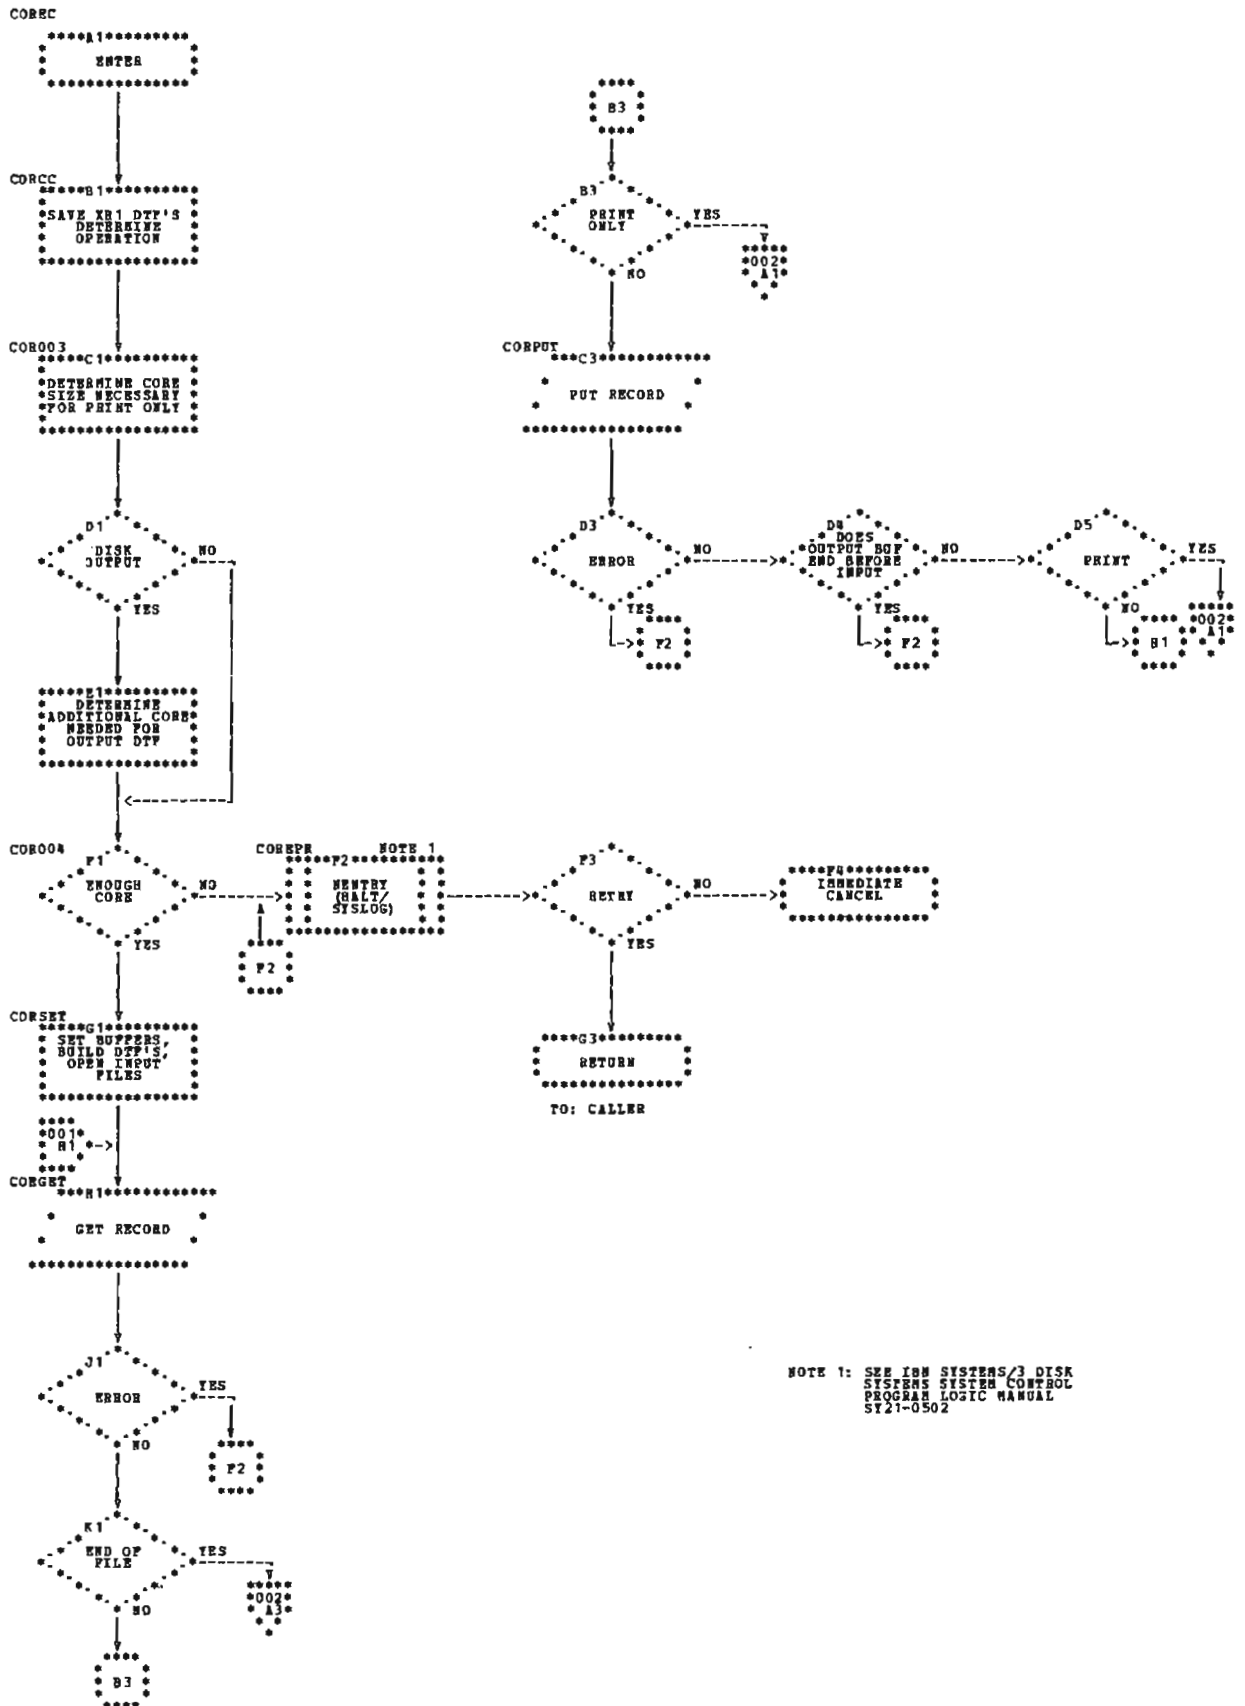 COREC
A1
ENTER
CORCC
B1
SAVE XR1 DTF'S
DETERMINE
OPERATION
COR003
C1
DETERMINE CORE
SIZE NECESSARY
FOR PRINT ONLY
D1
DISK
OUTPUT
NO
YES
E1
DETERMINE
ADDITIONAL CORE
NEEDED FOR
OUTPUT DTF
COR004
F1
ENOUGH
CORE
NO
YES
COREPR
NOTE 1
F2
NENTRY
(HALT/
SYSLOG)
F2
F3
RETRY
NO
YES
F4
IMMEDIATE
CANCEL
CORSET
G1
SET BUFFERS,
BUILD DTF'S,
OPEN INPUT
FILES
G3
RETURN
TO: CALLER
001
H1
CORGET
H1
GET RECORD
J1
ERROR
YES
NO
F2
K1
END OF
FILE
YES
NO
002
A3
B3
B3
B3
PRINT
ONLY
YES
NO
002
A1
CORPUT
C3
PUT RECORD
D3
ERROR
NO
YES
F2
D4
DOES
OUTPUT BUF
END BEFORE
INPUT
NO
YES
F2
D5
PRINT
YES
NO
H1
002
A1
NOTE 1: SEE IBM SYSTEMS/3 DISK
SYSTEMS SYSTEM CONTROL
PROGRAM LOGIC MANUAL
SY21-0502